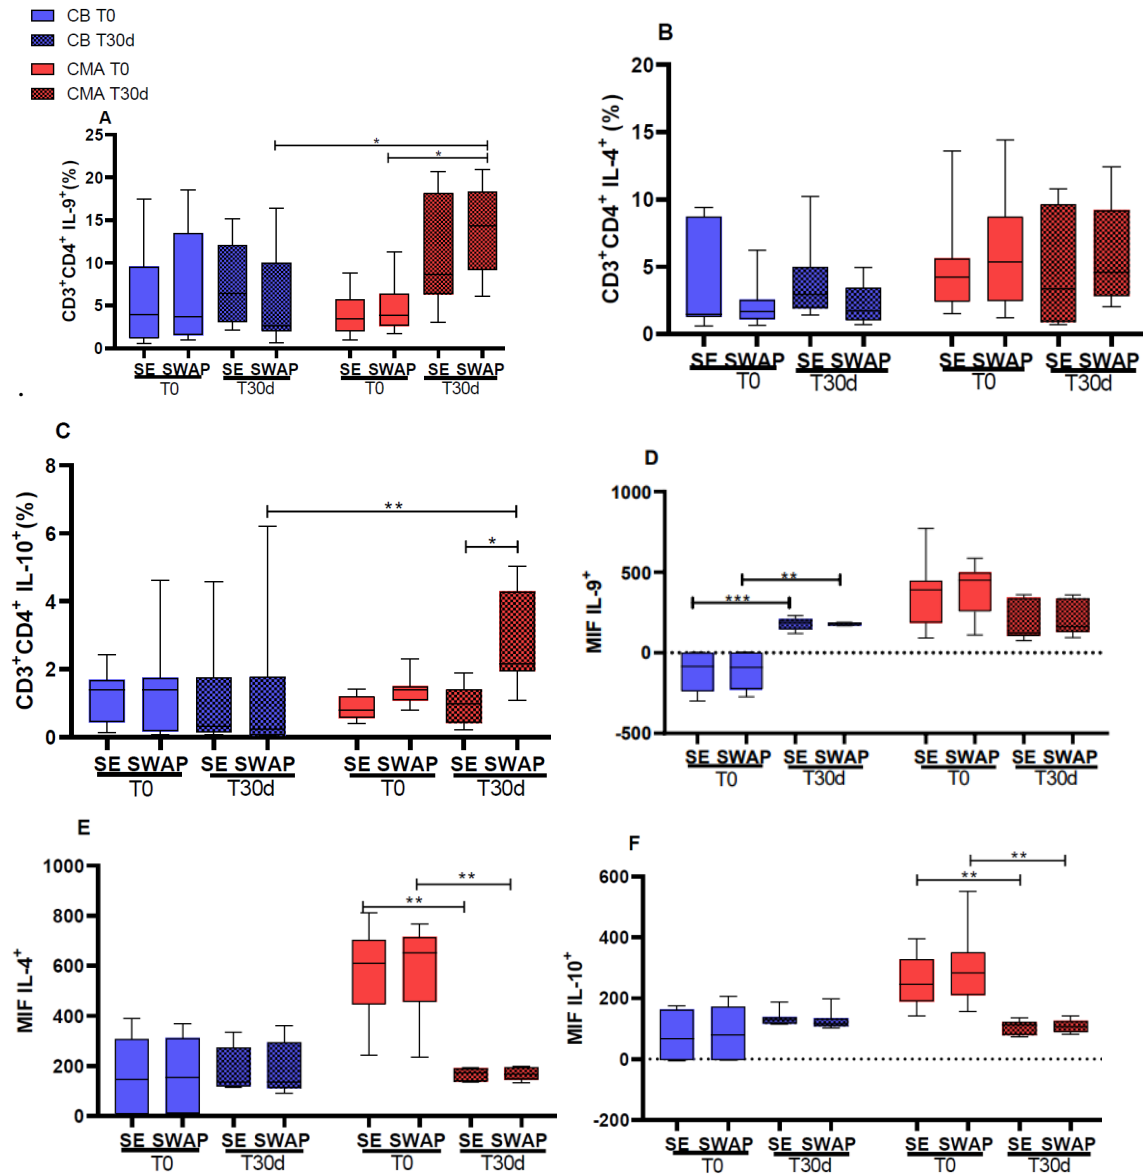 CB T0
CB T30d
CMA T0
CMA T30d
A
CD3+CD4+ IL-9+(%)
25
20
15
10
5
0
*
*
SE SWAP SE SWAP SE SWAP SE SWAP
T0 T30d T0 T30d
.
B
CD3+CD4+ IL-4+(%)
20
15
10
5
0
SE SWAP SE SWAP SE SWAP SE SWAP
T0 T30d T0 T30d
C
CD3+CD4+ IL-10+(%)
8
6
4
2
0
**
*
SE SWAP SE SWAP SE SWAP SE SWAP
T0 T30d T0 T30d
D
MIF IL-9+
1000
500
0
-500
**
***
SE SWAP SE SWAP SE SWAP SE SWAP
T0 T30d T0 T30d
E
MIF IL-4+
1000
800
600
400
200
0
**
**
SE SWAP SE SWAP SE SWAP SE SWAP
T0 T30d T0 T30d
F
MIF IL-10+
600
400
200
0
-200
**
**
SE SWAP SE SWAP SE SWAP SE SWAP
T0 T30d T0 T30d